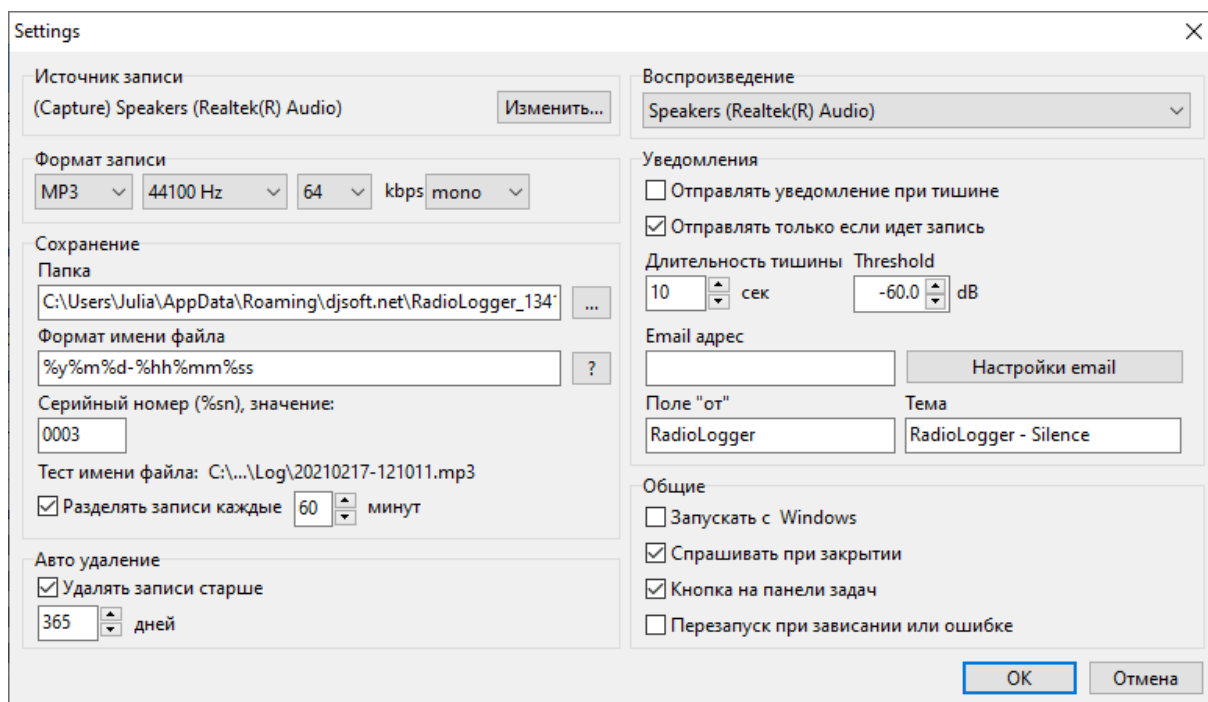 Settings
Источник записи
(Capture) Speakers (Realtek(R) Audio)
Изменить...
Формат записи
MP3 44100 Hz 64 kbps mono
Сохранение
Папка
C:\Users\Julia\AppData\Roaming\djsoft.net\RadioLogger_134
...
Формат имени файла
%y%m%d-%hh%mm%ss
?
Серийный номер (%sn), значение:
0003
Тест имени файла: C:\...\Log\20210217-121011.mp3
Разделять записи каждые 60 минут
Авто удаление
Удалять записи старше
365 дней
Воспроизведение
Speakers (Realtek(R) Audio)
Уведомления
Отправлять уведомление при тишине
Отправлять только если идет запись
Длительность тишины Threshold
10 сек -60.0 dB
Email адрес
Настройки email
Поле "от" Тема
RadioLogger RadioLogger - Silence
Общие
Запускать с Windows
Спрашивать при закрытии
Кнопка на панели задач
Перезапуск при зависании или ошибке
OK Отмена